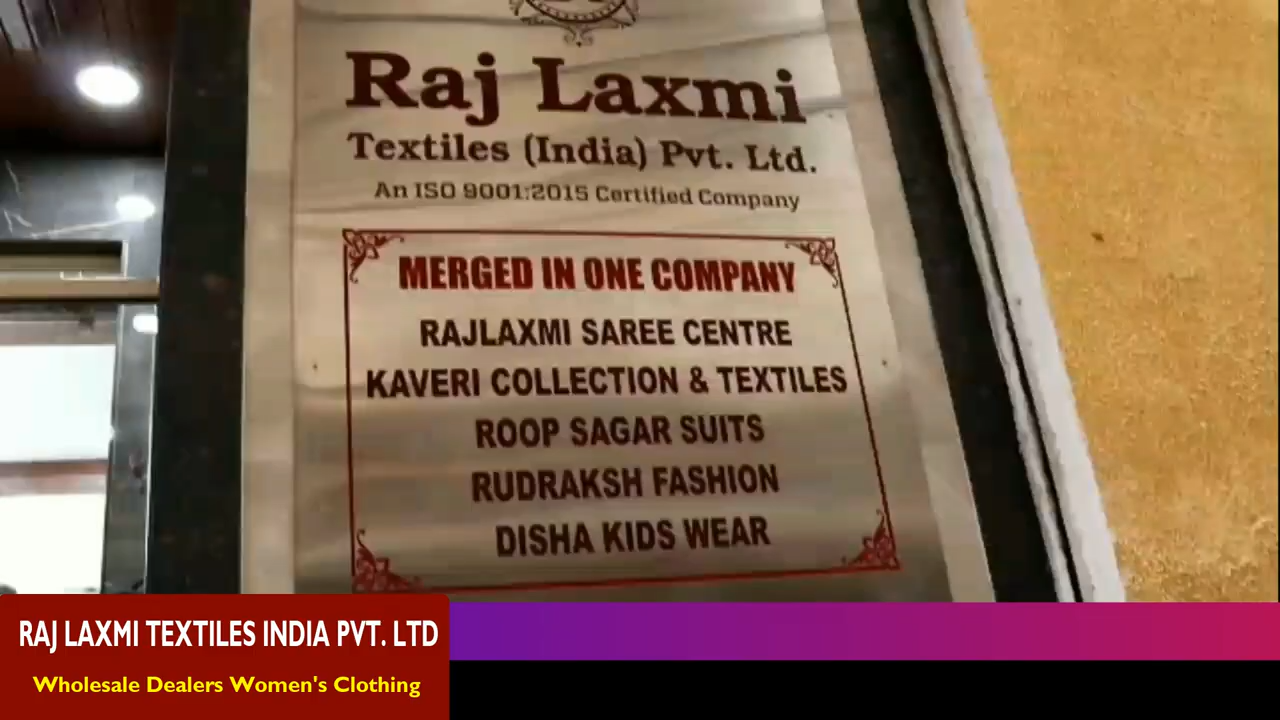 Raj Laxmi
Textiles (India) Pvt. Ltd.
An ISO 9001:2015 Certified Company
MERGED IN ONE COMPANY
RAJLAXMI SAREE CENTRE
KAVERI COLLECTION & TEXTILES
ROOP SAGAR SUITS
RUDRAKSH FASHION
DISHA KIDS WEAR
RAJ LAXMI TEXTILES INDIA PVT. LTD
Wholesale Dealers Women's Clothing